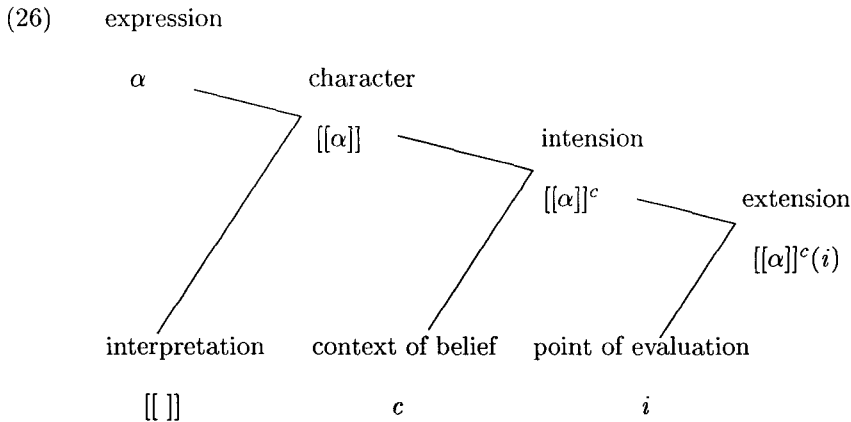 (26) expression
α character
[[α]] intension
[[α]]ᶜ extension
[[α]]ᶜ(i)
interpretation context of belief point of evaluation
[[ ]] c i